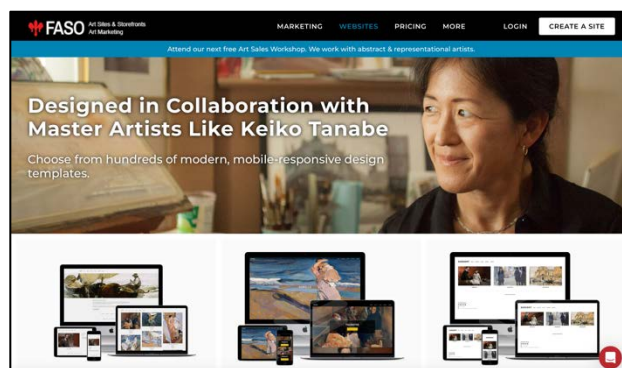 FASO Art Sites & Storefronts
Art Marketing
MARKETING WEBSITES PRICING MORE LOGIN CREATE A SITE
Attend our next free Art Sales Workshop. We work with abstract & representational artists.
Designed in Collaboration with
Master Artists Like Keiko Tanabe
Choose from hundreds of modern, mobile-responsive design
templates.